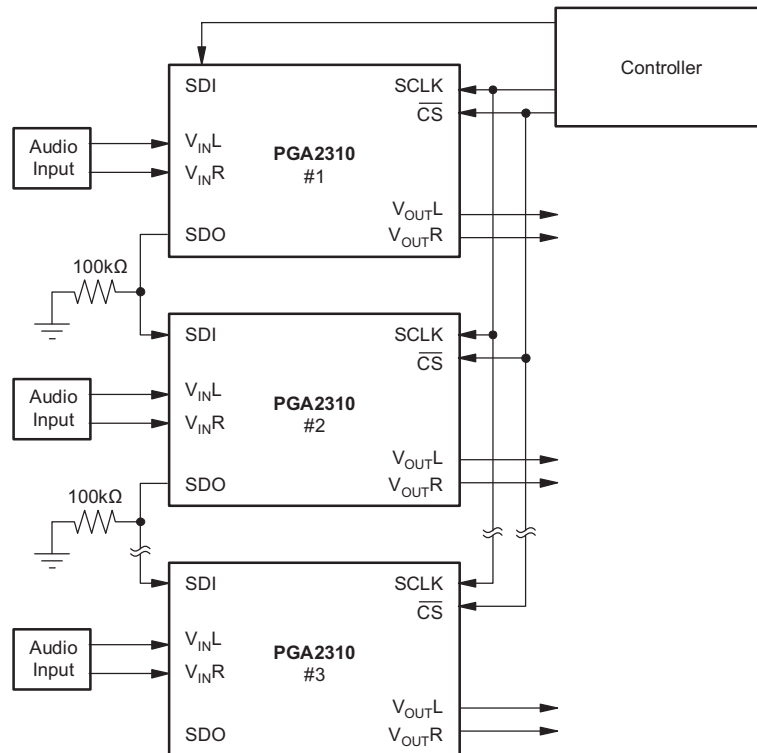 Controller
SDI
SCLK
CS
Audio
Input
VINL
VINR
PGA2310
#1
VOUTL
VOUTR
SDO
100kΩ
SDI
SCLK
CS
Audio
Input
VINL
VINR
PGA2310
#2
VOUTL
VOUTR
SDO
100kΩ
SDI
SCLK
CS
Audio
Input
VINL
VINR
PGA2310
#3
VOUTL
VOUTR
SDO